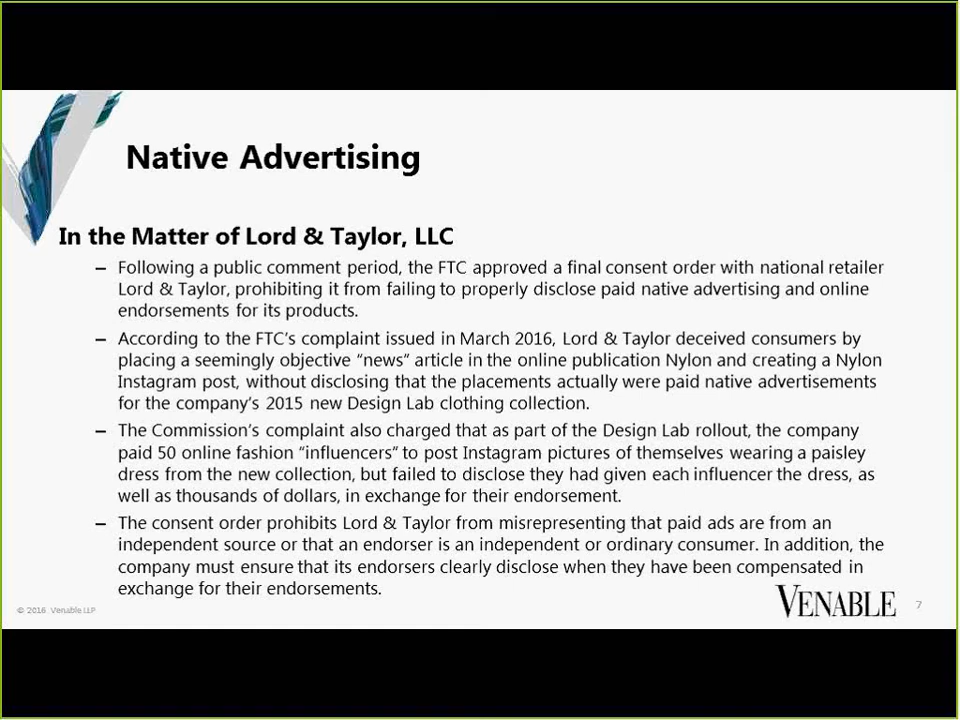 Native Advertising
In the Matter of Lord & Taylor, LLC
– Following a public comment period, the FTC approved a final consent order with national retailer
Lord & Taylor, prohibiting it from failing to properly disclose paid native advertising and online
endorsements for its products.
– According to the FTC's complaint issued in March 2016, Lord & Taylor deceived consumers by
placing a seemingly objective “news” article in the online publication Nylon and creating a Nylon
Instagram post, without disclosing that the placements actually were paid native advertisements
for the company's 2015 new Design Lab clothing collection.
– The Commission's complaint also charged that as part of the Design Lab rollout, the company
paid 50 online fashion “influencers” to post Instagram pictures of themselves wearing a paisley
dress from the new collection, but failed to disclose they had given each influencer the dress, as
well as thousands of dollars, in exchange for their endorsement.
– The consent order prohibits Lord & Taylor from misrepresenting that paid ads are from an
independent source or that an endorser is an independent or ordinary consumer. In addition, the
company must ensure that its endorsers clearly disclose when they have been compensated in
exchange for their endorsements.
© 2016 Venable LLP
VENABLE
7